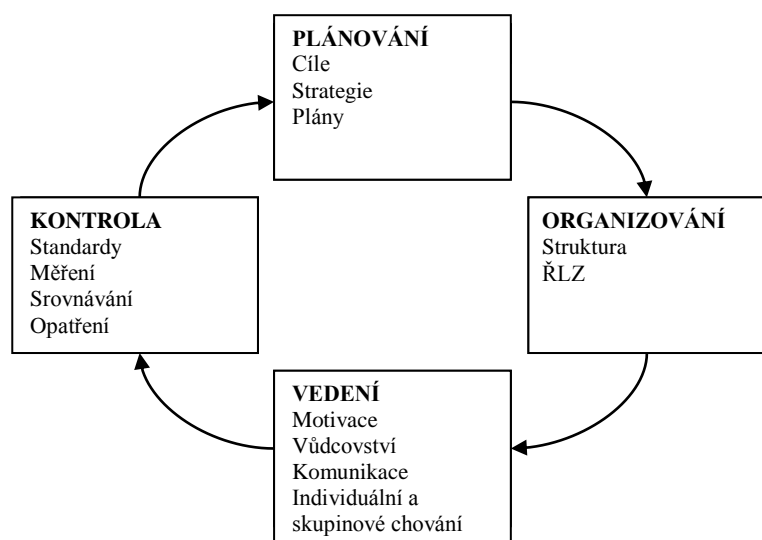 PLÁNOVÁNÍ
Cíle
Strategie
Plány
KONTROLA
Standardy
Měření
Srovnávání
Opatření
ORGANIZOVÁNÍ
Struktura
ŘLZ
VEDENÍ
Motivace
Vůdcovství
Komunikace
Individuální a
skupinové chování